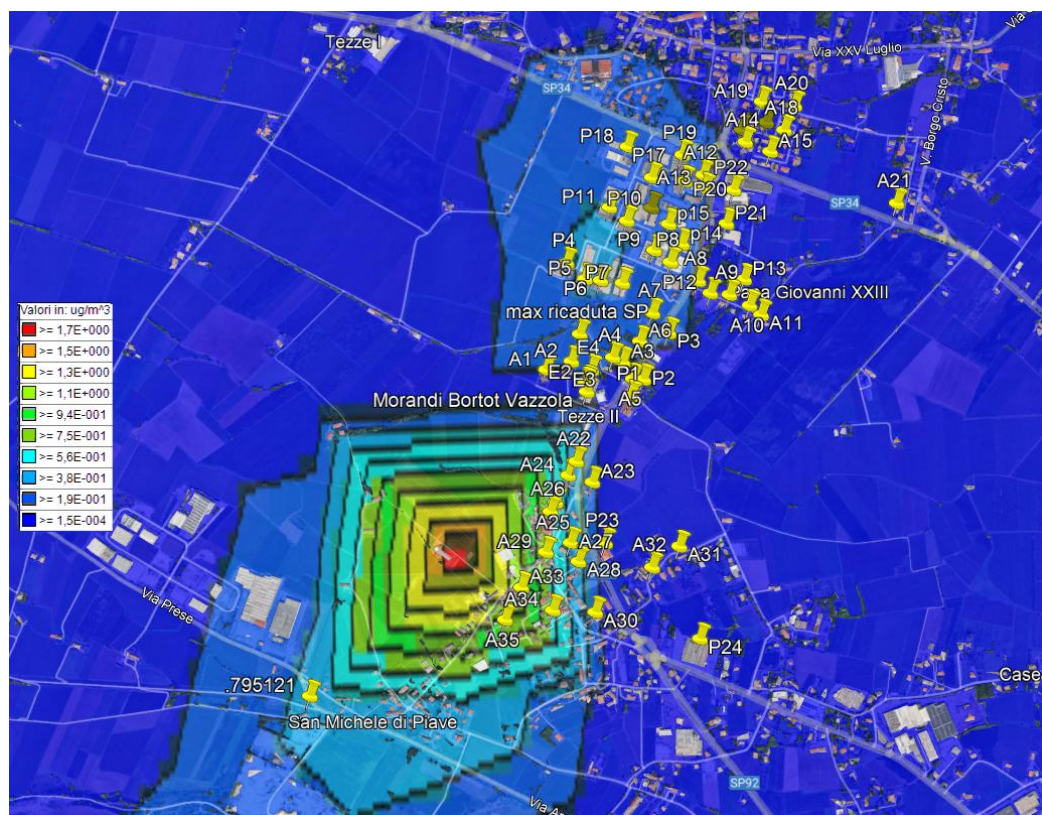 Tezze I
Via XXV Luglio
SP34
A19
A20
A18
A14
A15
V. Borgo Cristo
P18
P19
A12
P17
A13
P22
P20
A21
SP34
P11
P10
p15
P21
P9
P8
p14
P4
A8
P5
P7
P6
P12
A9
P13
Papa Giovanni XXIII
A7
max ricaduta SP
A10
A11
Valori in: ug/m^3
>= 1,7E+000
>= 1,5E+000
>= 1,3E+000
>= 1,1E+000
>= 9,4E-001
>= 7,5E-001
>= 5,6E-001
>= 3,8E-001
>= 1,9E-001
>= 1,5E-004
A4
A6
P3
A2
E4
A3
A1
E2
E3
P1
P2
Morandi Bortot Vazzola
A5
Tezze II
A22
A24
A23
A26
A25
P23
A29
A27
A32
A31
A28
A33
Via Prese
A34
A30
A35
P24
.795121
Case
San Michele di Piave
SP92